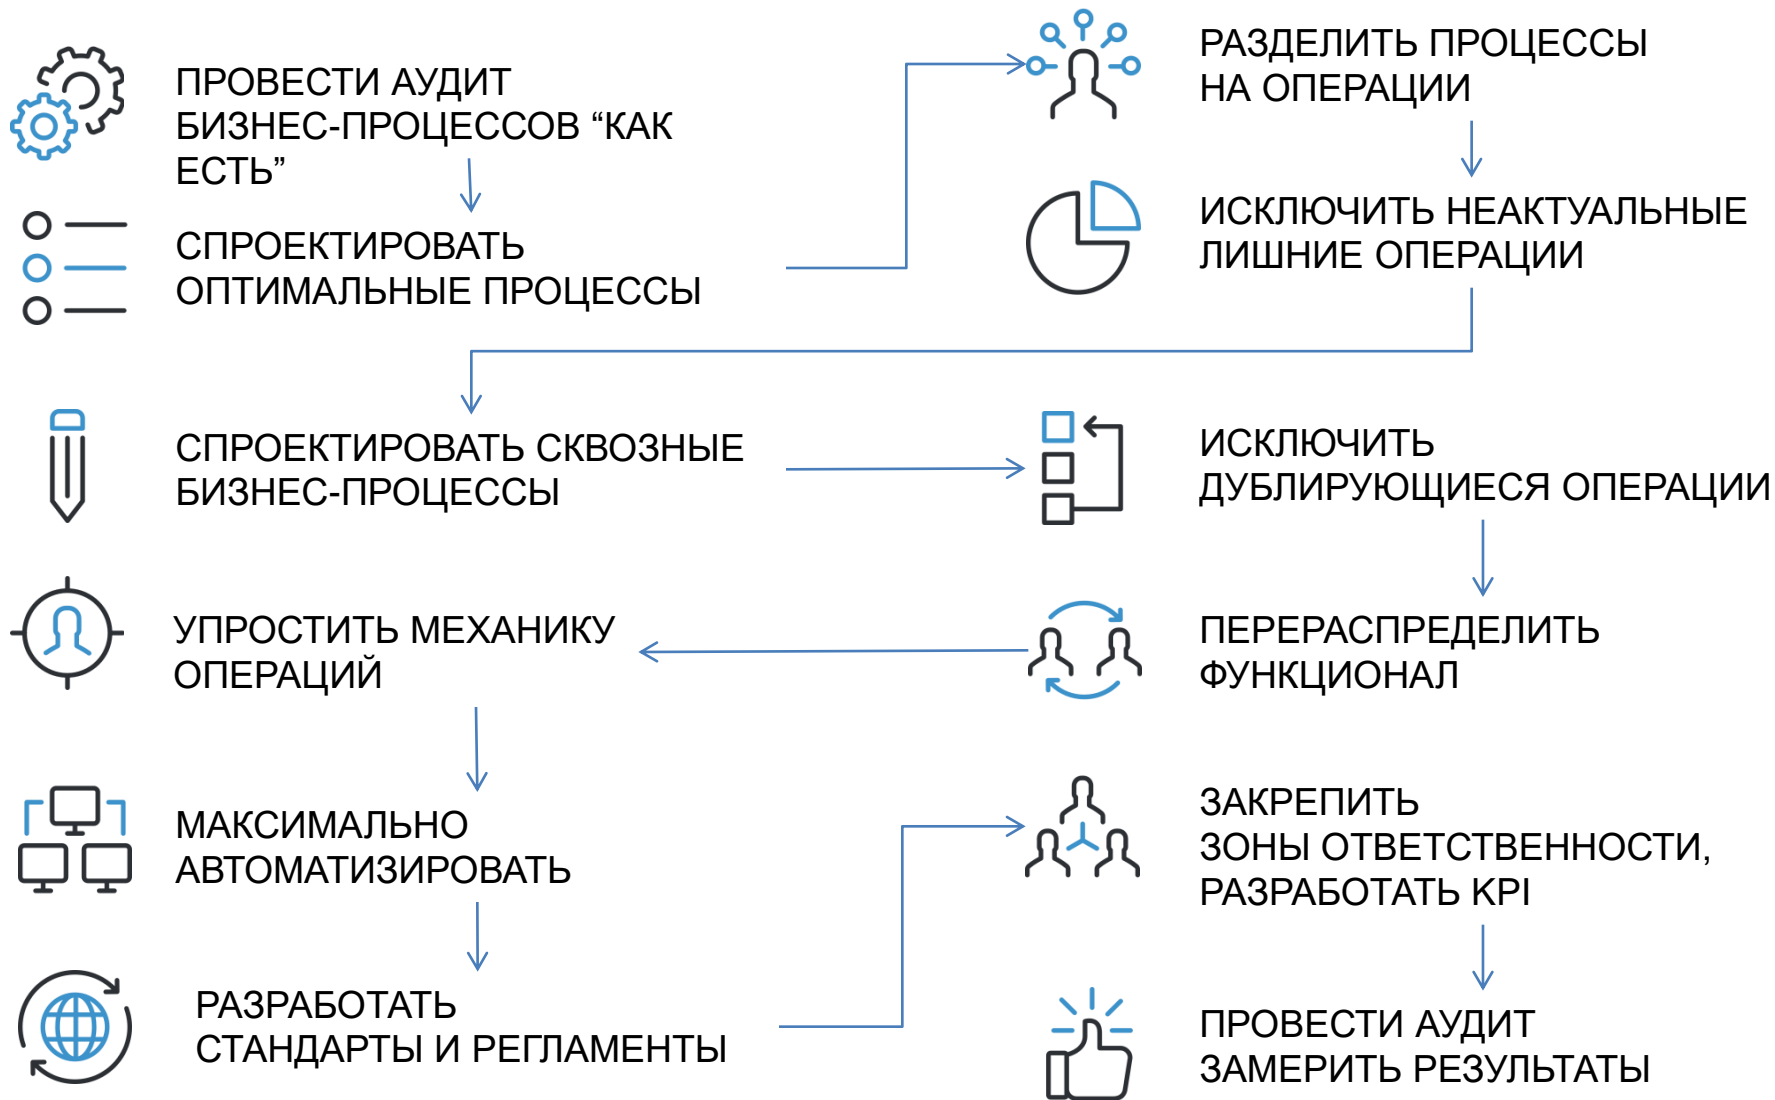 ПРОВЕСТИ АУДИТ
БИЗНЕС-ПРОЦЕССОВ “КАК
ЕСТЬ”
СПРОЕКТИРОВАТЬ
ОПТИМАЛЬНЫЕ ПРОЦЕССЫ
РАЗДЕЛИТЬ ПРОЦЕССЫ
НА ОПЕРАЦИИ
ИСКЛЮЧИТЬ НЕАКТУАЛЬНЫЕ
ЛИШНИЕ ОПЕРАЦИИ
СПРОЕКТИРОВАТЬ СКВОЗНЫЕ
БИЗНЕС-ПРОЦЕССЫ
ИСКЛЮЧИТЬ
ДУБЛИРУЮЩИЕСЯ ОПЕРАЦИИ
ПЕРЕРАСПРЕДЕЛИТЬ
ФУНКЦИОНАЛ
УПРОСТИТЬ МЕХАНИКУ
ОПЕРАЦИЙ
МАКСИМАЛЬНО
АВТОМАТИЗИРОВАТЬ
РАЗРАБОТАТЬ
СТАНДАРТЫ И РЕГЛАМЕНТЫ
ЗАКРЕПИТЬ
ЗОНЫ ОТВЕТСТВЕННОСТИ,
РАЗРАБОТАТЬ KPI
ПРОВЕСТИ АУДИТ
ЗАМЕРИТЬ РЕЗУЛЬТАТЫ